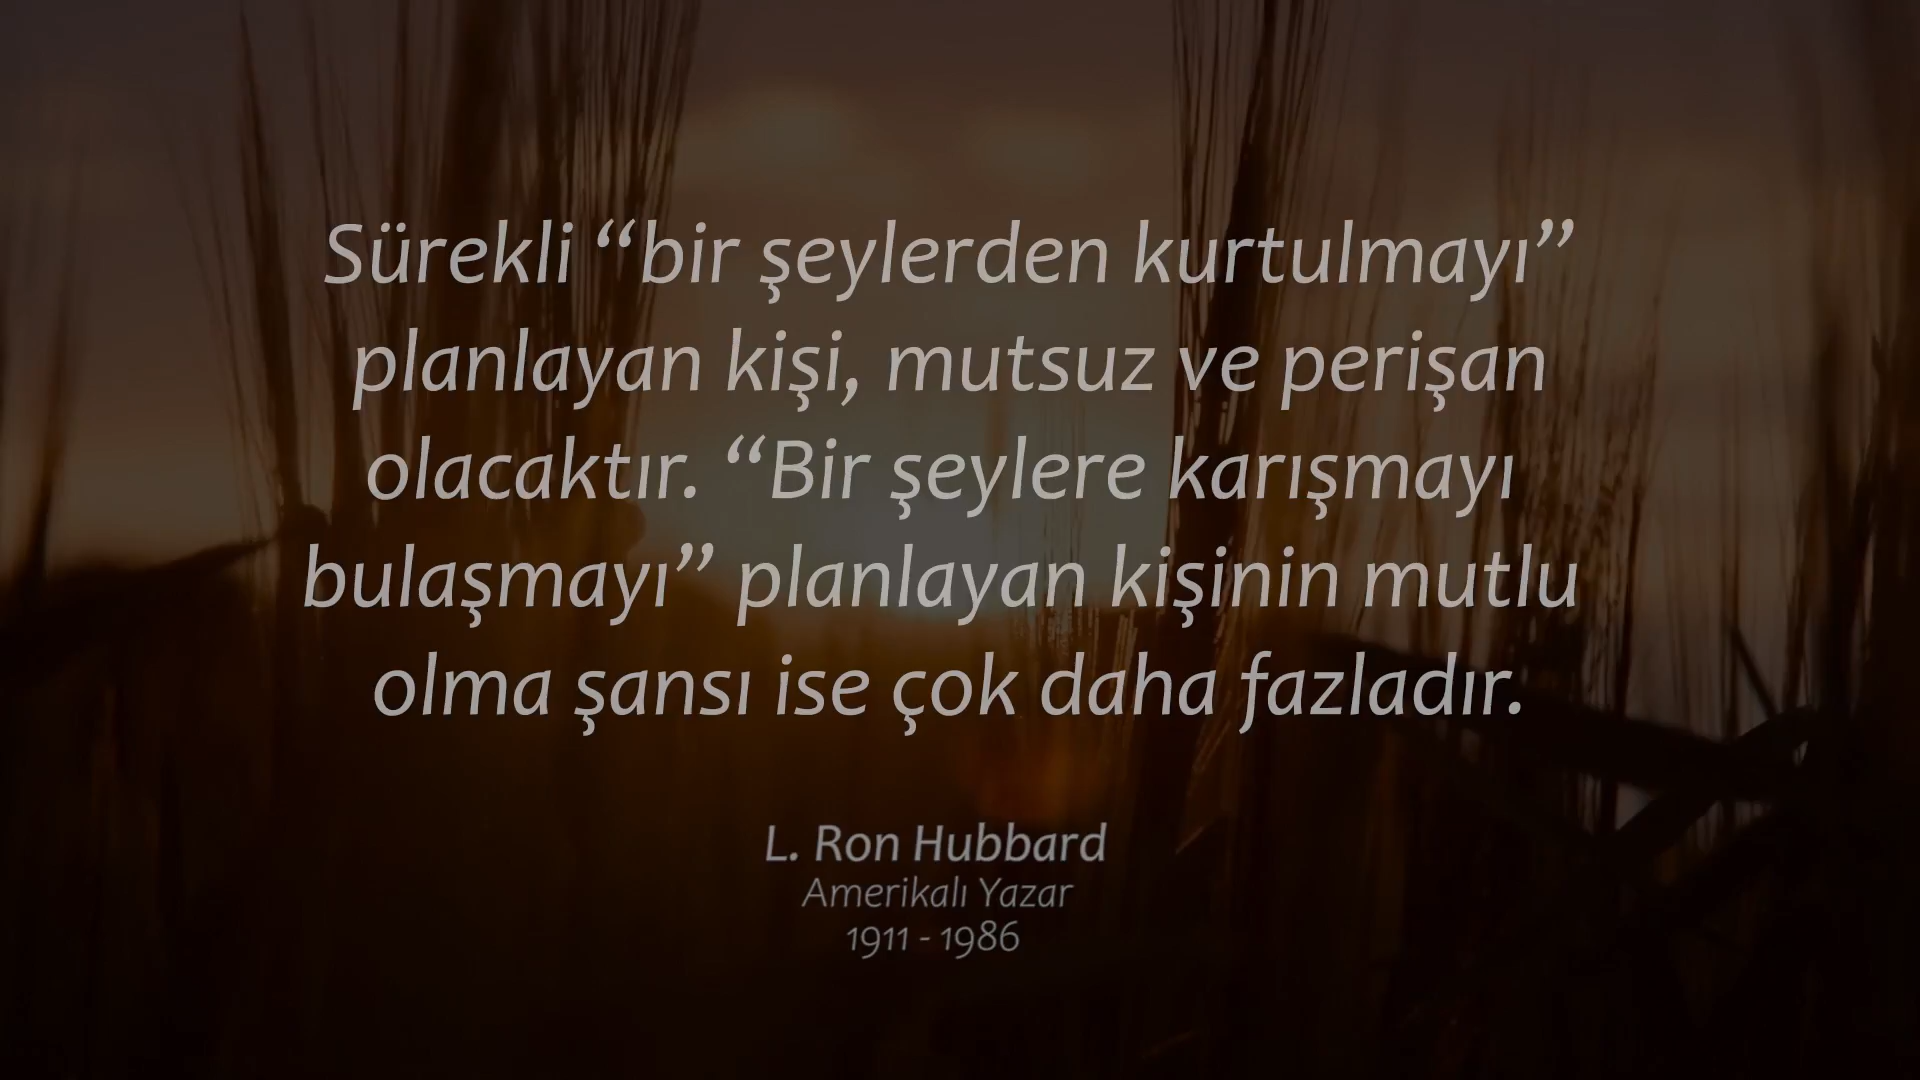 Sürekli “bir şeylerden kurtulmayı”
planlayan kişi, mutsuz ve perişan
olacaktır. “Bir şeylere karışmayı
bulaşmayı” planlayan kişinin mutlu
olma şansı ise çok daha fazladır.
L. Ron Hubbard
Amerikalı Yazar
1911 - 1986